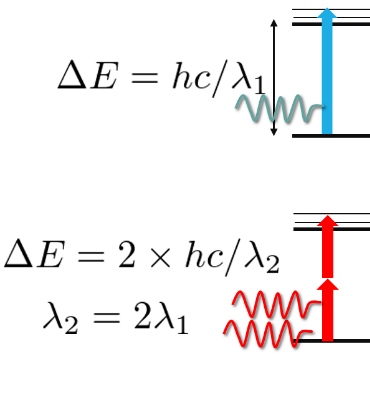 ΔE = hc/λ₁
ΔE = 2 × hc/λ₂
λ₂ = 2λ₁